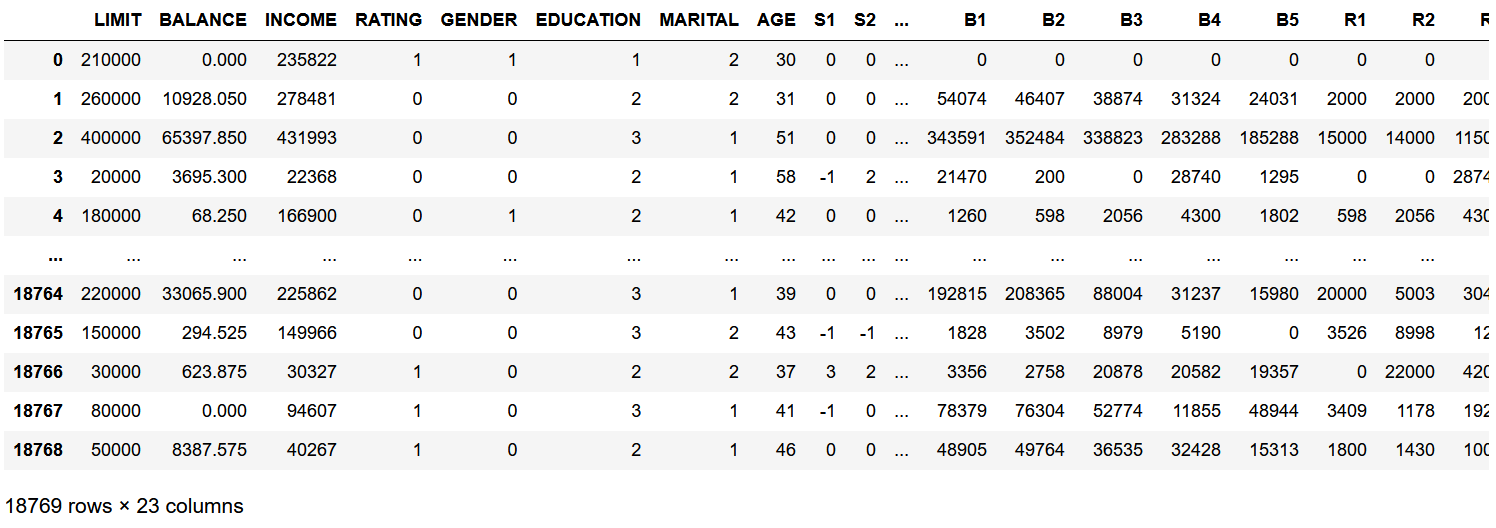 LIMIT BALANCE INCOME RATING GENDER EDUCATION MARITAL AGE S1 S2 ... B1 B2 B3 B4 B5 R1 R2
0 210000 0.000 235822 1 1 1 2 30 0 0 ... 0 0 0 0 0 0 0
1 260000 10928.050 278481 0 0 2 2 31 0 0 ... 54074 46407 38874 31324 24031 2000 2000 200
2 400000 65397.850 431993 0 0 3 1 51 0 0 ... 343591 352484 338823 283288 185288 15000 14000 1150
3 20000 3695.300 22368 0 0 2 1 58 -1 2 ... 21470 200 0 28740 1295 0 0 2874
4 180000 68.250 166900 0 1 2 1 42 0 0 ... 1260 598 2056 4300 1802 598 2056 430
... ... ... ... ... ... ... ... ... ... ... ... ... ... ... ... ... ... ...
18764 220000 33065.900 225862 0 0 3 1 39 0 0 ... 192815 208365 88004 31237 15980 20000 5003 304
18765 150000 294.525 149966 0 0 3 2 43 -1 -1 ... 1828 3502 8979 5190 0 3526 8998 12
18766 30000 623.875 30327 1 0 2 2 37 3 2 ... 3356 2758 20878 20582 19357 0 22000 420
18767 80000 0.000 94607 1 0 3 1 41 -1 0 ... 78379 76304 52774 11855 48944 3409 1178 192
18768 50000 8387.575 40267 1 0 2 1 46 0 0 ... 48905 49764 36535 32428 15313 1800 1430 100
18769 rows × 23 columns